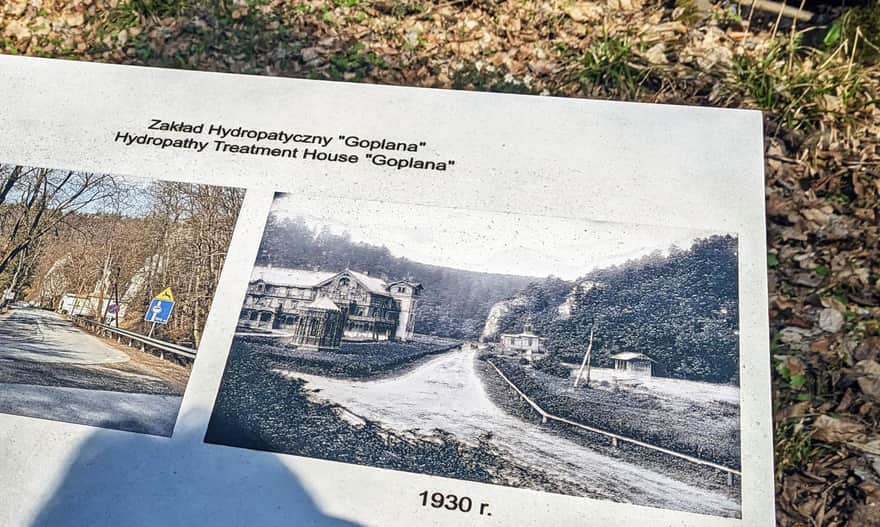 Zakład Hydropatyczny "Goplana"
Hydropathy Treatment House "Goplana"
1930 r.